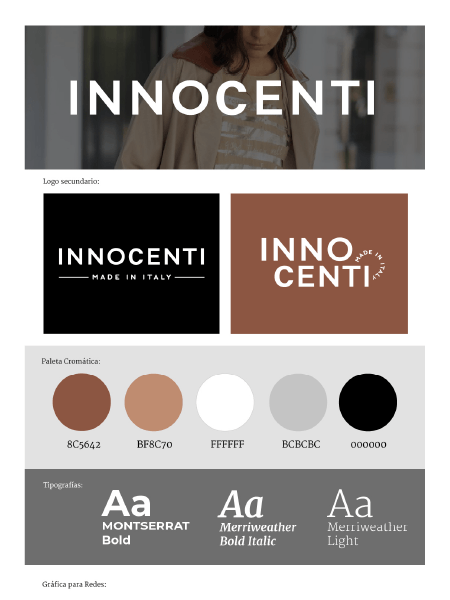 INNOCENTI
Logo secundario:
INNOCENTI
MADE IN ITALY
INNO
CENTI
MADE IN ITALY
Paleta Cromática:
8C5642
BF8C70
FFFFFF
BCBCBC
000000
Tipografías:
Aa
MONTSERRAT
Bold
Aa
Merriweather
Bold Italic
Aa
Merriweather
Light
Gráfica para Redes: